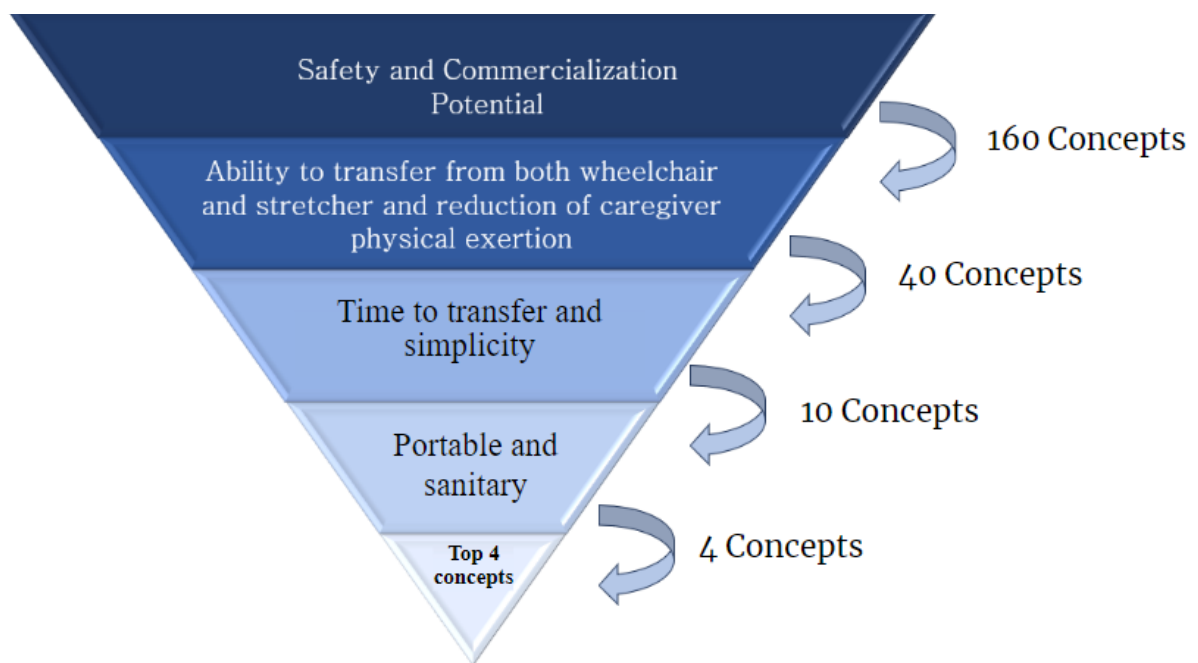 Safety and Commercialization
Potential
160 Concepts
Ability to transfer from both wheelchair
and stretcher and reduction of caregiver
physical exertion
40 Concepts
Time to transfer and
simplicity
10 Concepts
Portable and
sanitary
4 Concepts
Top 4
concepts